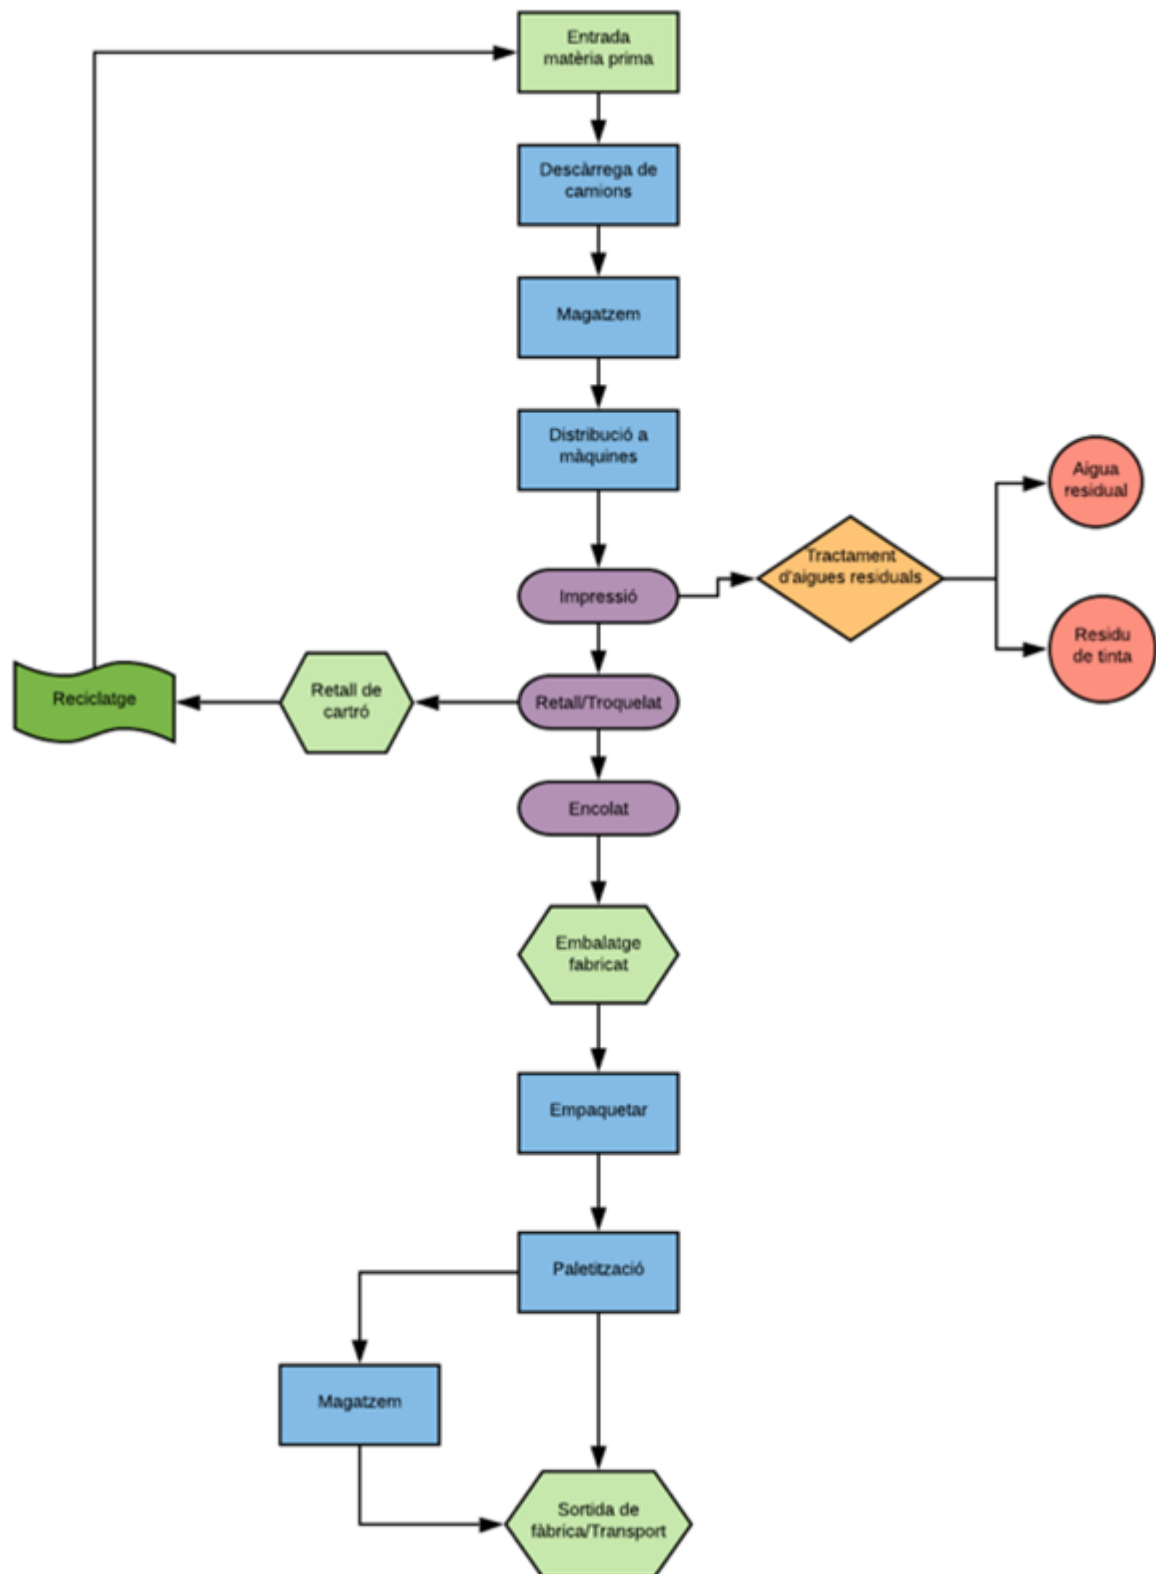 Entrada
matèria prima
Descàrrega de
camions
Magatzem
Distribució a
màquines
Aigua
residual
Tractament
d'aigues residuals
Impressió
Residu
de tinta
Reciclatge
Retall de
cartró
Retall/Troquelat
Encolat
Embalatge
fabricat
Empaquetar
Paletització
Magatzem
Sortida de
fàbrica/Transport